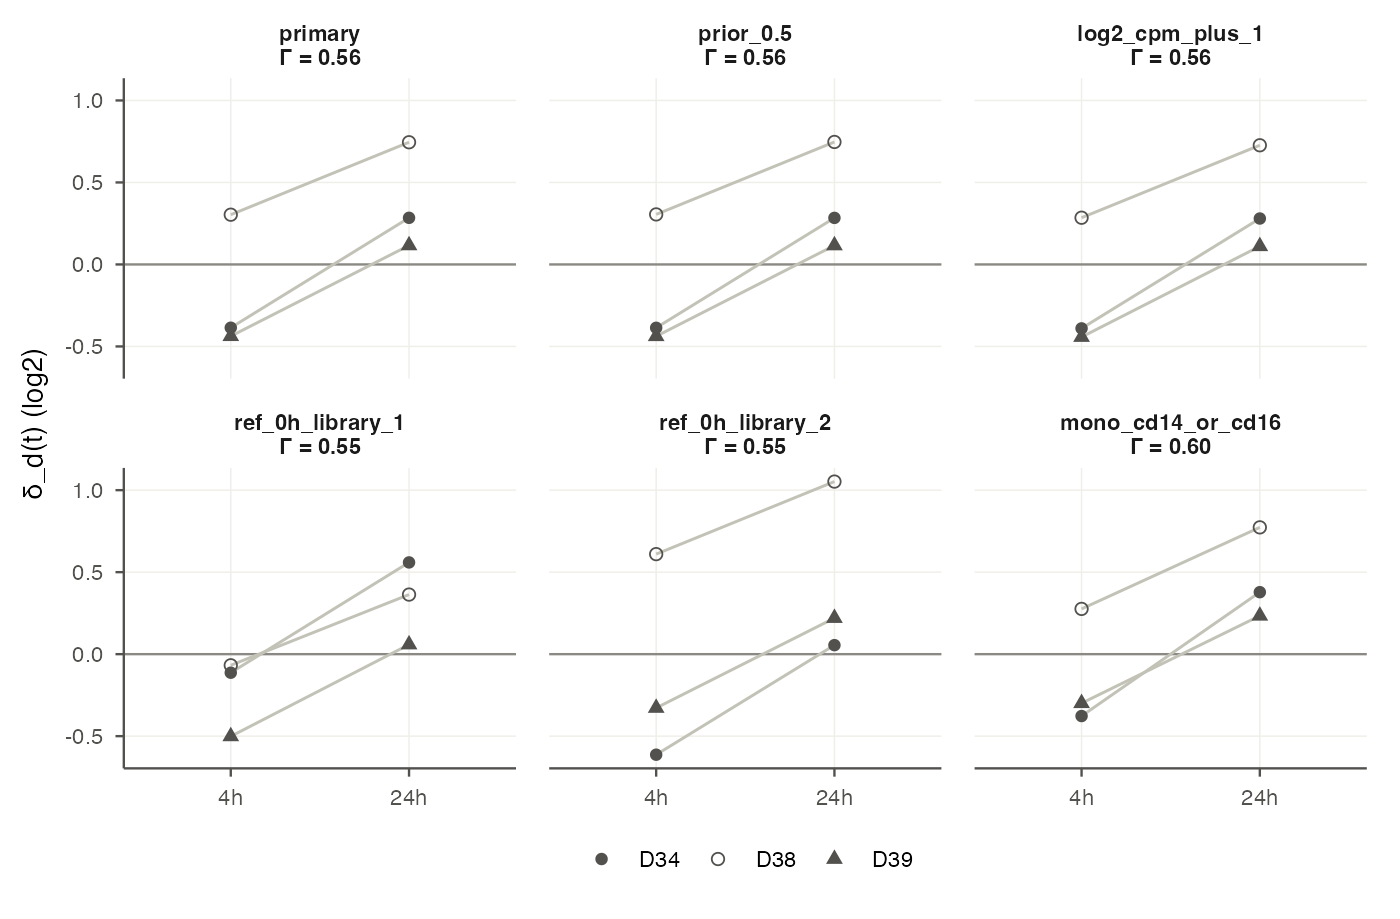 primary
Γ = 0.56
prior_0.5
Γ = 0.56
log2_cpm_plus_1
Γ = 0.56
1.0
0.5
0.0
-0.5
δ_d(t) (log2)
ref_0h_library_1
Γ = 0.55
ref_0h_library_2
Γ = 0.55
mono_cd14_or_cd16
Γ = 0.60
1.0
0.5
0.0
-0.5
4h 24h 4h 24h 4h 24h
D34 D38 D39